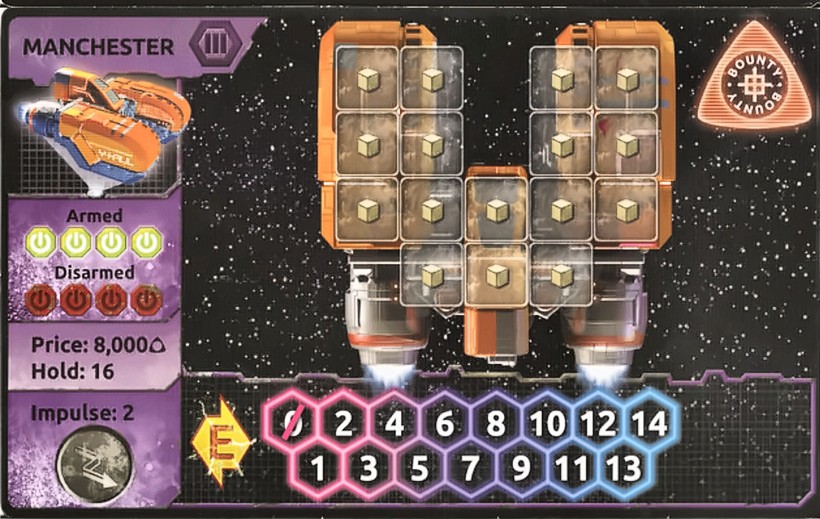 MANCHESTER III
Y-HAUL
Armed
Disarmed
Price: 8,000
Hold: 16
Impulse: 2
BOUNTY
BOUNTY
E
0 2 4 6 8 10 12 14
1 3 5 7 9 11 13